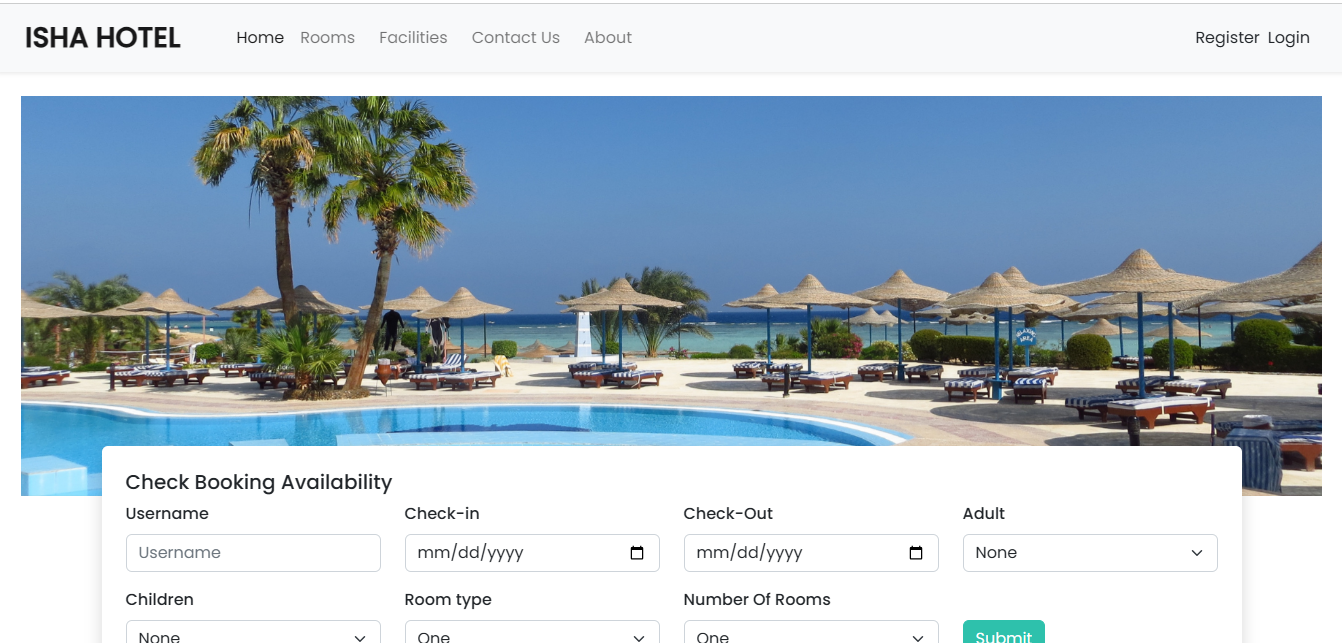 ISHA HOTEL Home Rooms Facilities Contact Us About Register Login
Check Booking Availability
Username Check-in Check-Out Adult
Username mm/dd/yyyy mm/dd/yyyy None
Children Room type Number Of Rooms
None One One Submit